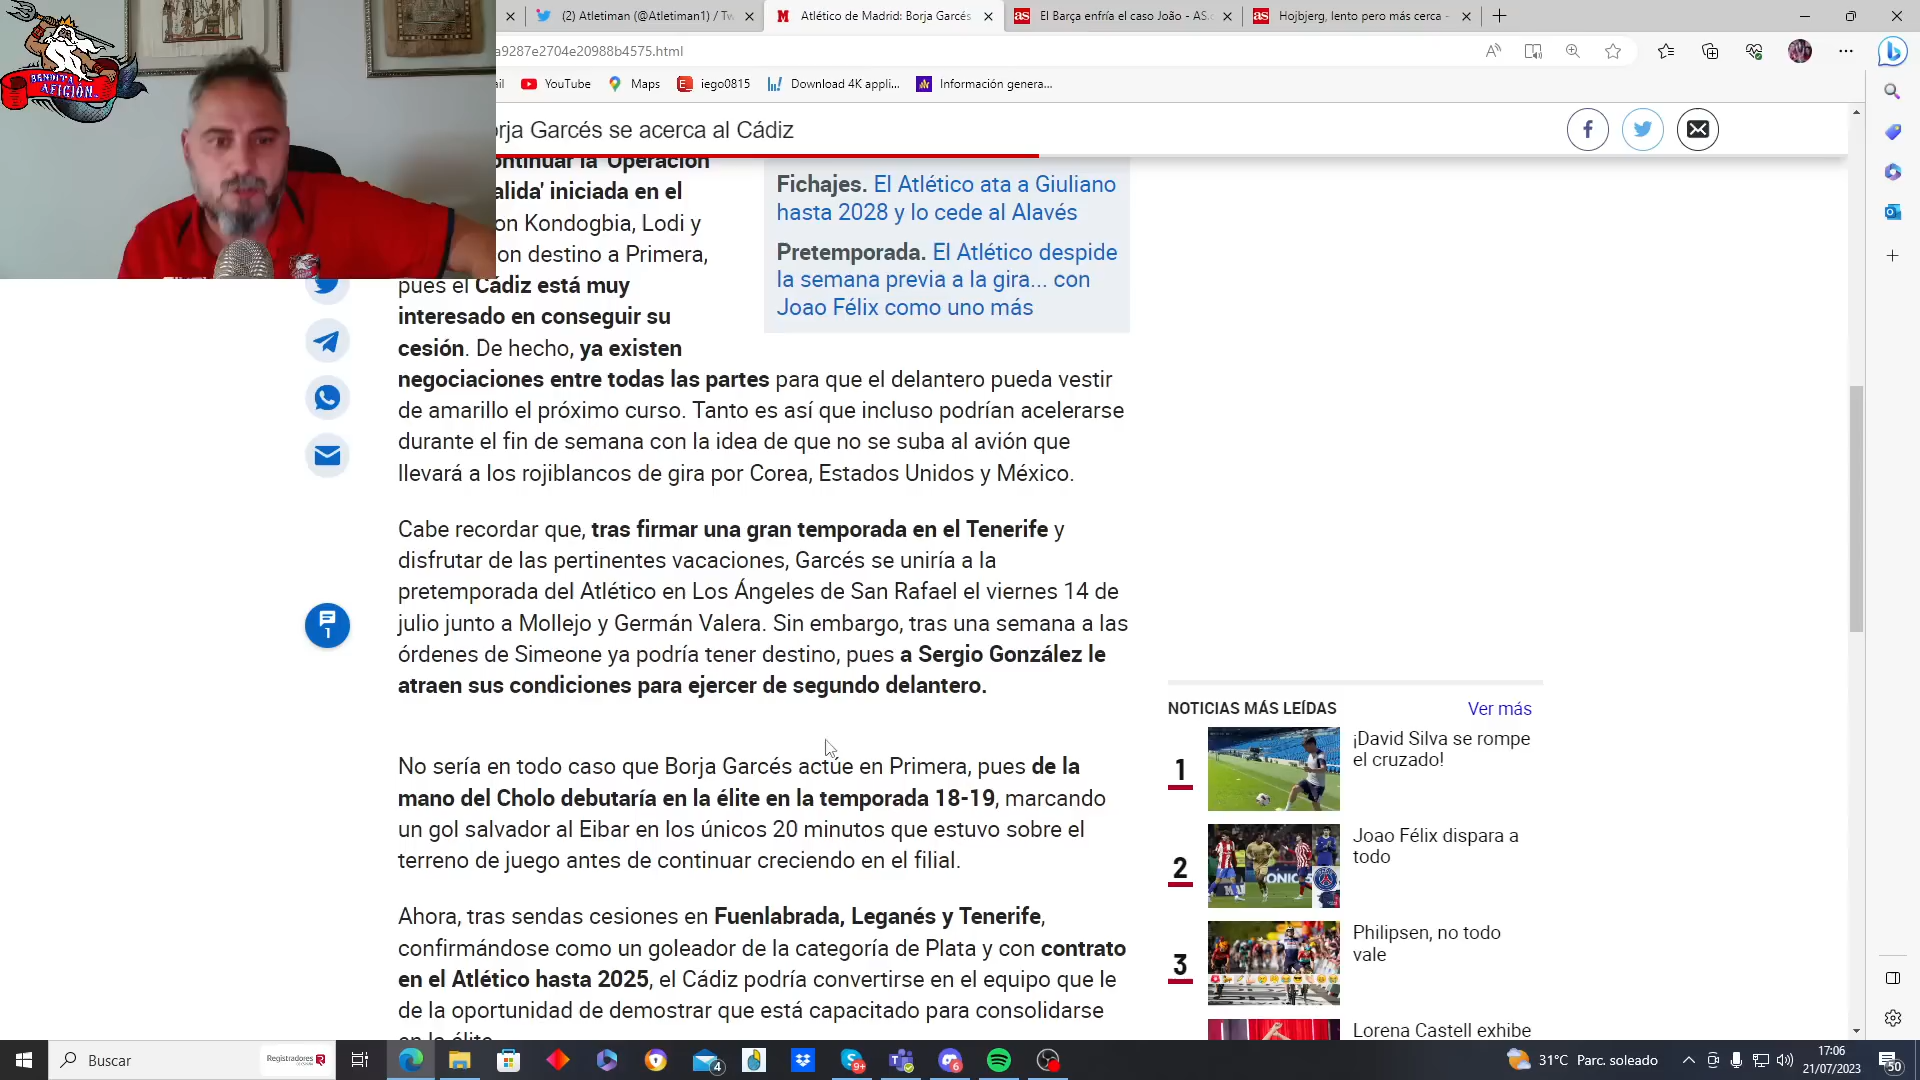 BENDITA
AFICIÓN
(2) Atletiman (@Atletiman1) / Tw
Atlético de Madrid: Borja Garcés
El Barça enfría el caso João - AS.
Hojbjerg, lento pero más cerca -
a9287e2704e20988b4575.html
il
YouTube
Maps
iego0815
Download 4K appli...
Información genera...
orja Garcés se acerca al Cádiz
ontinuar la 'Operación
alida' iniciada en el
on Kondogbia, Lodi y
on destino a Primera,
pues el Cádiz está muy
interesado en conseguir su
cesión. De hecho, ya existen
negociaciones entre todas las partes para que el delantero pueda vestir
de amarillo el próximo curso. Tanto es así que incluso podrían acelerarse
durante el fin de semana con la idea de que no se suba al avión que
llevará a los rojiblancos de gira por Corea, Estados Unidos y México.
Fichajes. El Atlético ata a Giuliano
hasta 2028 y lo cede al Alavés
Pretemporada. El Atlético despide
la semana previa a la gira... con
Joao Félix como uno más
Cabe recordar que, tras firmar una gran temporada en el Tenerife y
disfrutar de las pertinentes vacaciones, Garcés se uniría a la
pretemporada del Atlético en Los Ángeles de San Rafael el viernes 14 de
julio junto a Mollejo y Germán Valera. Sin embargo, tras una semana a las
órdenes de Simeone ya podría tener destino, pues a Sergio González le
atraen sus condiciones para ejercer de segundo delantero.
1
No sería en todo caso que Borja Garcés actúe en Primera, pues de la
mano del Cholo debutaría en la élite en la temporada 18-19, marcando
un gol salvador al Eibar en los únicos 20 minutos que estuvo sobre el
terreno de juego antes de continuar creciendo en el filial.
Ahora, tras sendas cesiones en Fuenlabrada, Leganés y Tenerife,
confirmándose como un goleador de la categoría de Plata y con contrato
en el Atlético hasta 2025, el Cádiz podría convertirse en el equipo que le
de la oportunidad de demostrar que está capacitado para consolidarse
en la élite.
NOTICIAS MÁS LEÍDAS
Ver más
1
¡David Silva se rompe
el cruzado!
2
Joao Félix dispara a
todo
3
Philipsen, no todo
vale
Lorena Castell exhibe
Buscar
Registradores
4
9+
6
31°C Parc. soleado
17:06
21/07/2023
50